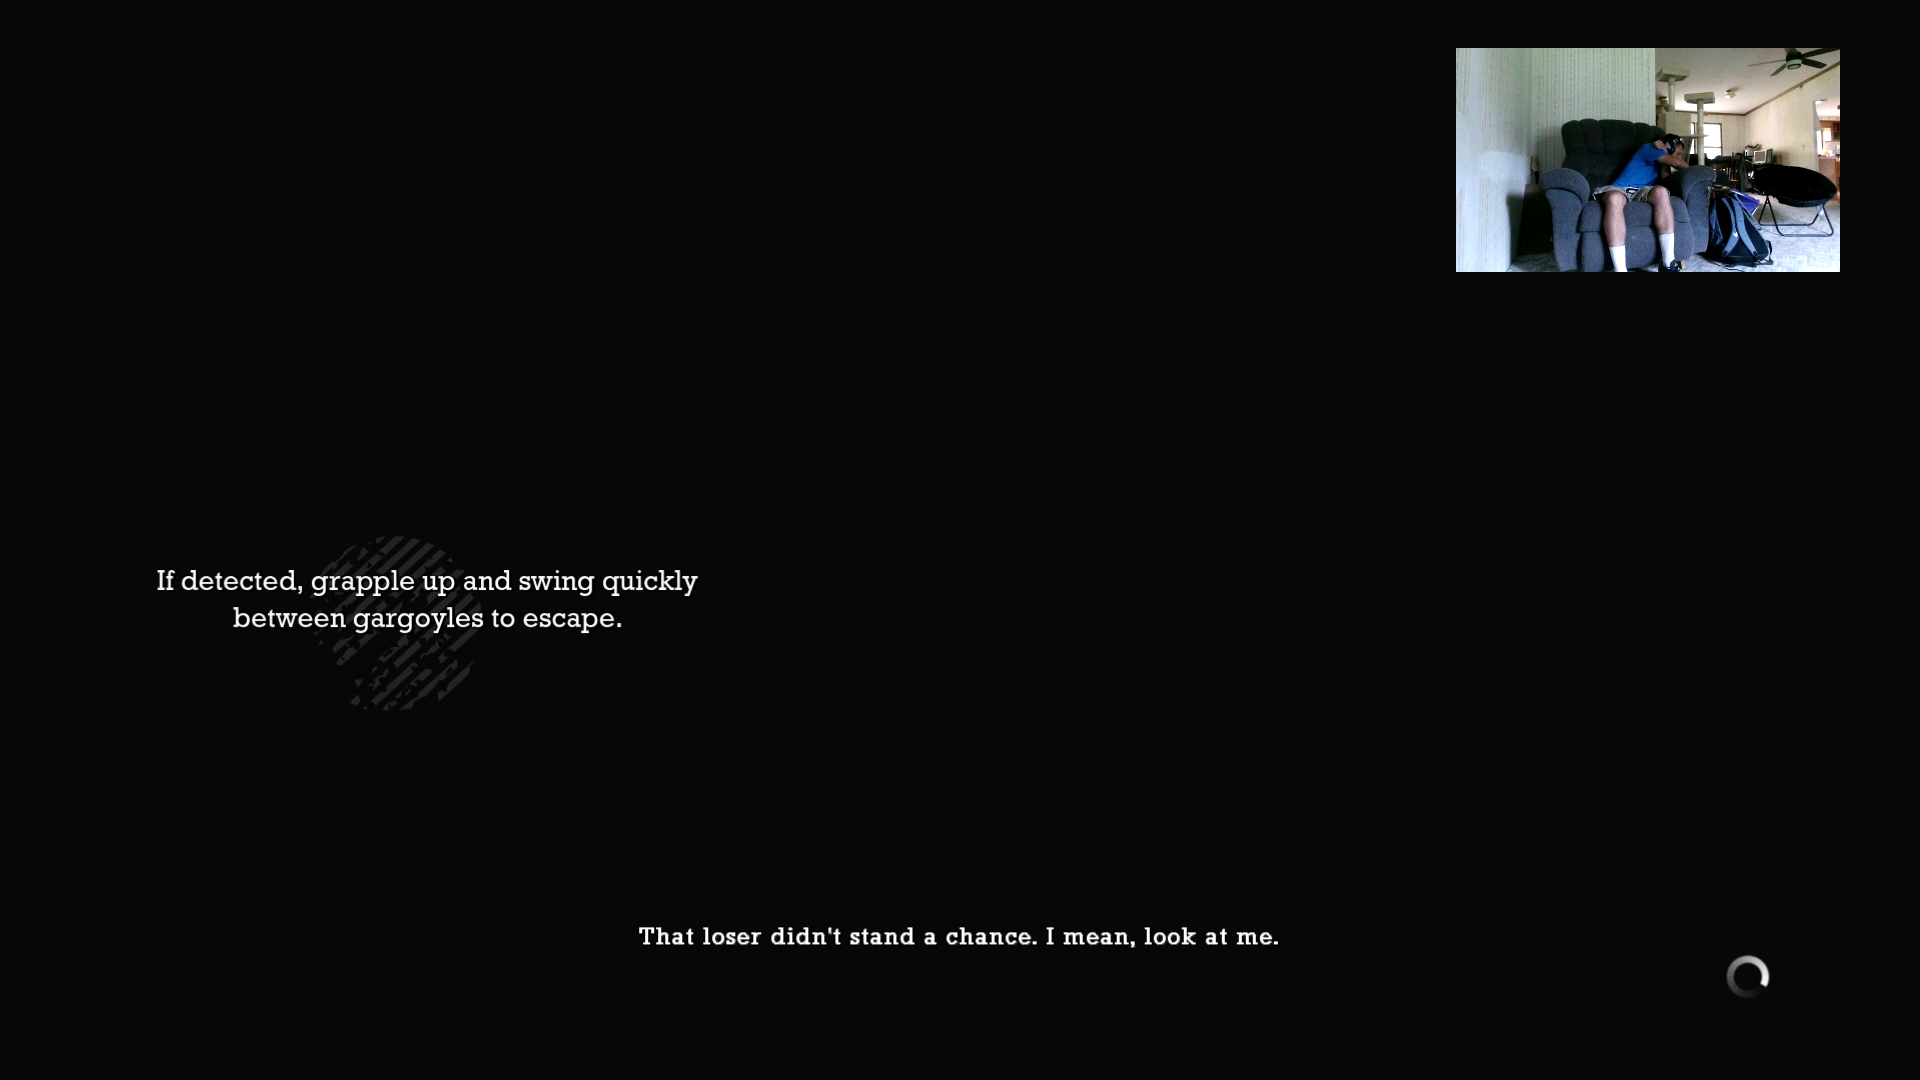 If detected, grapple up and swing quickly
between gargoyles to escape.
That loser didn't stand a chance. I mean, look at me.